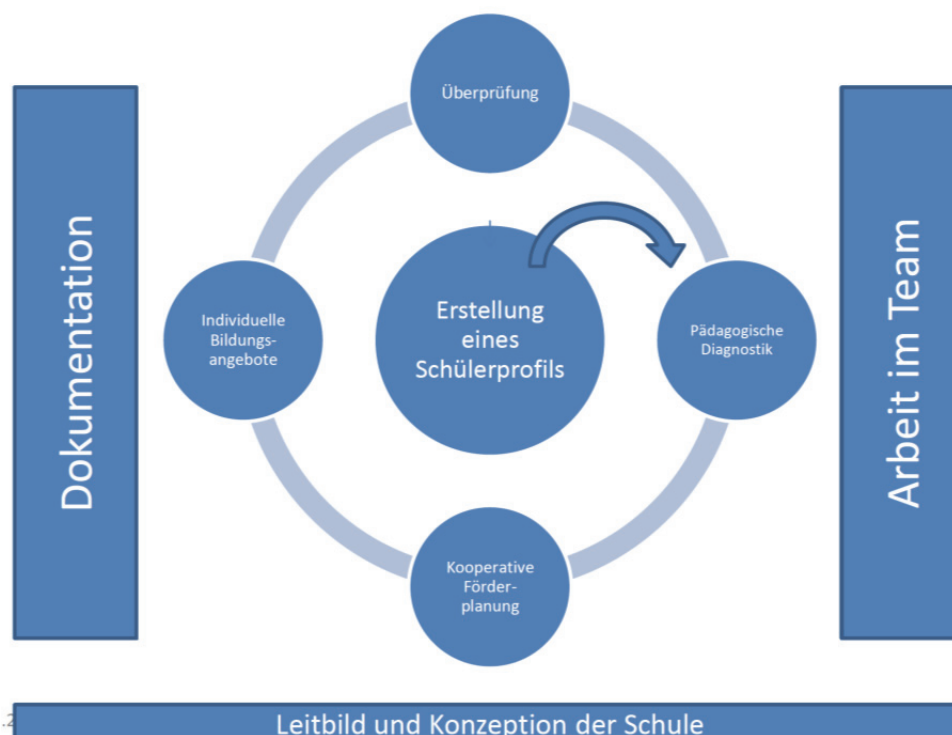 Überprüfung
Dokumentation
Individuelle
Bildungs-
angebote
Erstellung
eines
Schülerprofils
Pädagogische
Diagnostik
Arbeit im Team
Kooperative
Förder-
planung
Leitbild und Konzeption der Schule